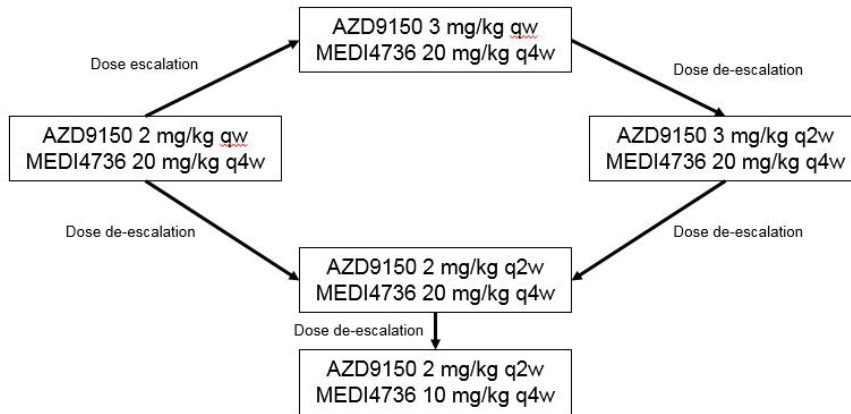 AZD9150 3 mg/kg qw
MEDI4736 20 mg/kg q4w
Dose escalation
Dose de-escalation
AZD9150 2 mg/kg qw
MEDI4736 20 mg/kg q4w
AZD9150 3 mg/kg q2w
MEDI4736 20 mg/kg q4w
Dose de-escalation
Dose de-escalation
AZD9150 2 mg/kg q2w
MEDI4736 20 mg/kg q4w
Dose de-escalation
AZD9150 2 mg/kg q2w
MEDI4736 10 mg/kg q4w